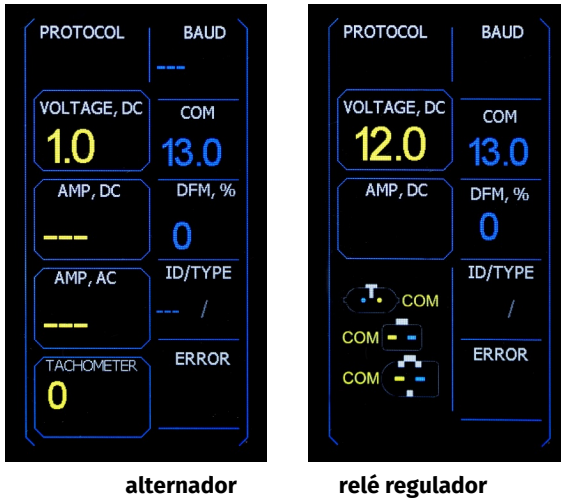 PROTOCOL BAUD
---
VOLTAGE, DC COM
1.0 13.0
AMP, DC DFM, %
--- 0
AMP, AC ID/TYPE
--- --- /
TACHOMETER ERROR
0
alternador
PROTOCOL BAUD
VOLTAGE, DC COM
12.0 13.0
AMP, DC DFM, %
0
ID/TYPE
COM /
COM
ERROR
COM
relé regulador